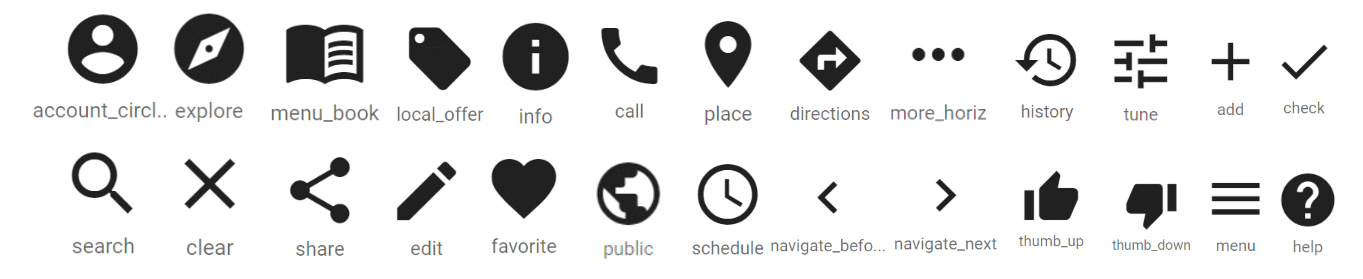 account_circl.. explore menu_book local_offer info call place directions more_horiz history tune add check
search clear share edit favorite public schedule navigate_befo... navigate_next thumb_up thumb_down menu help